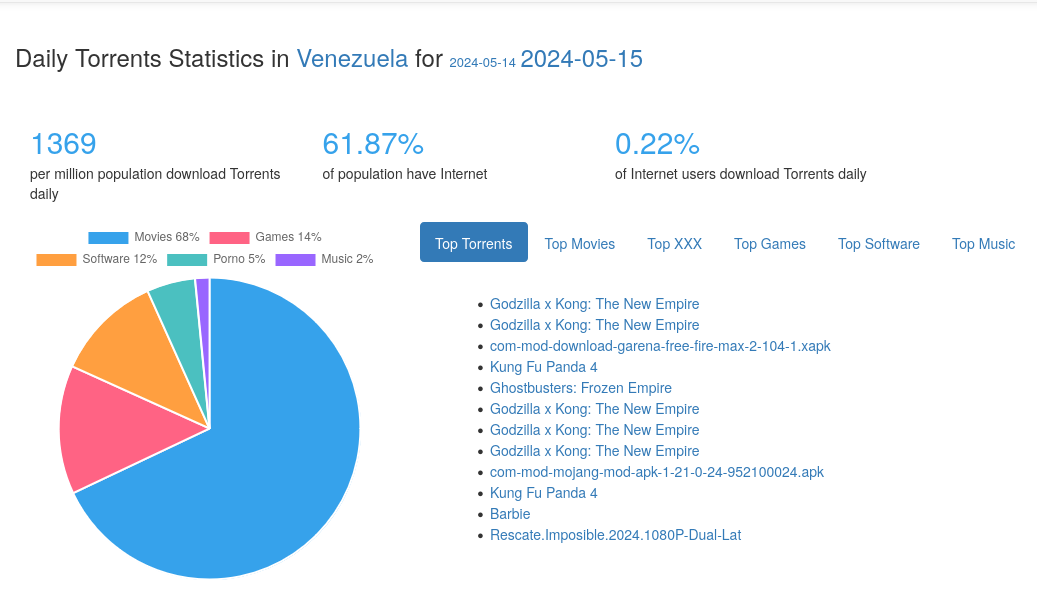 Daily Torrents Statistics in Venezuela for 2024-05-14 2024-05-15
1369
per million population download Torrents
daily
61.87%
of population have Internet
0.22%
of Internet users download Torrents daily
Movies 68% Games 14%
Software 12% Porno 5% Music 2%
Top Torrents Top Movies Top XXX Top Games Top Software Top Music
Godzilla x Kong: The New Empire
Godzilla x Kong: The New Empire
com-mod-download-garena-free-fire-max-2-104-1.xapk
Kung Fu Panda 4
Ghostbusters: Frozen Empire
Godzilla x Kong: The New Empire
Godzilla x Kong: The New Empire
Godzilla x Kong: The New Empire
com-mod-mojang-mod-apk-1-21-0-24-952100024.apk
Kung Fu Panda 4
Barbie
Rescate.Imposible.2024.1080P-Dual-Lat